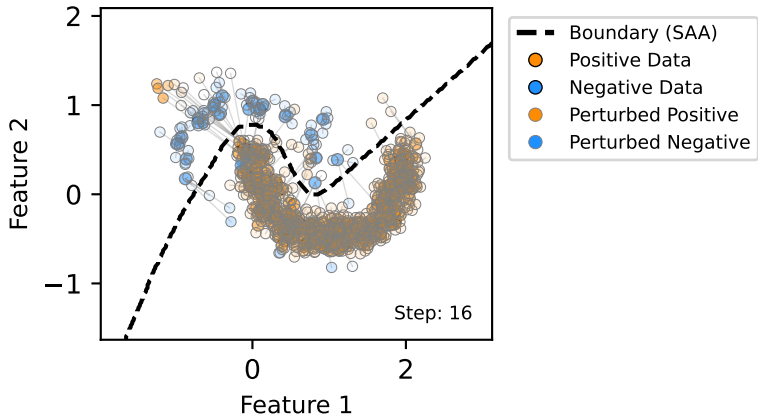 2
1
0
−1
Feature 2
0
2
Feature 1
Step: 16
Boundary (SAA)
Positive Data
Negative Data
Perturbed Positive
Perturbed Negative